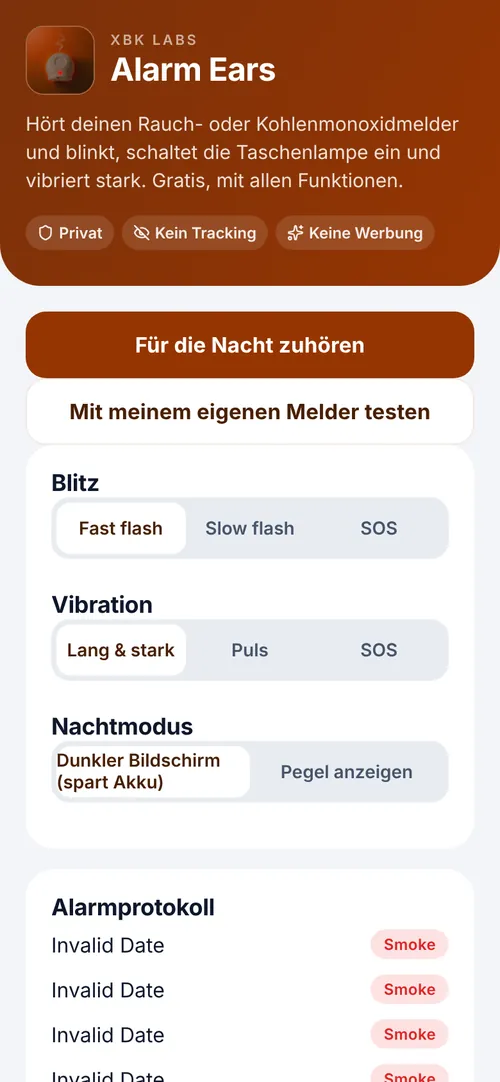 XBK LABS
Alarm Ears
Hört deinen Rauch- oder Kohlenmonoxidmelder
und blinkt, schaltet die Taschenlampe ein und
vibriert stark. Gratis, mit allen Funktionen.
Privat
Kein Tracking
Keine Werbung
Für die Nacht zuhören
Mit meinem eigenen Melder testen
Blitz
Fast flash
Slow flash
SOS
Vibration
Lang & stark
Puls
SOS
Nachtmodus
Dunkler Bildschirm
(spart Akku)
Pegel anzeigen
Alarmprotokoll
Invalid Date
Smoke
Invalid Date
Smoke
Invalid Date
Smoke
Invalid Date
Smoke